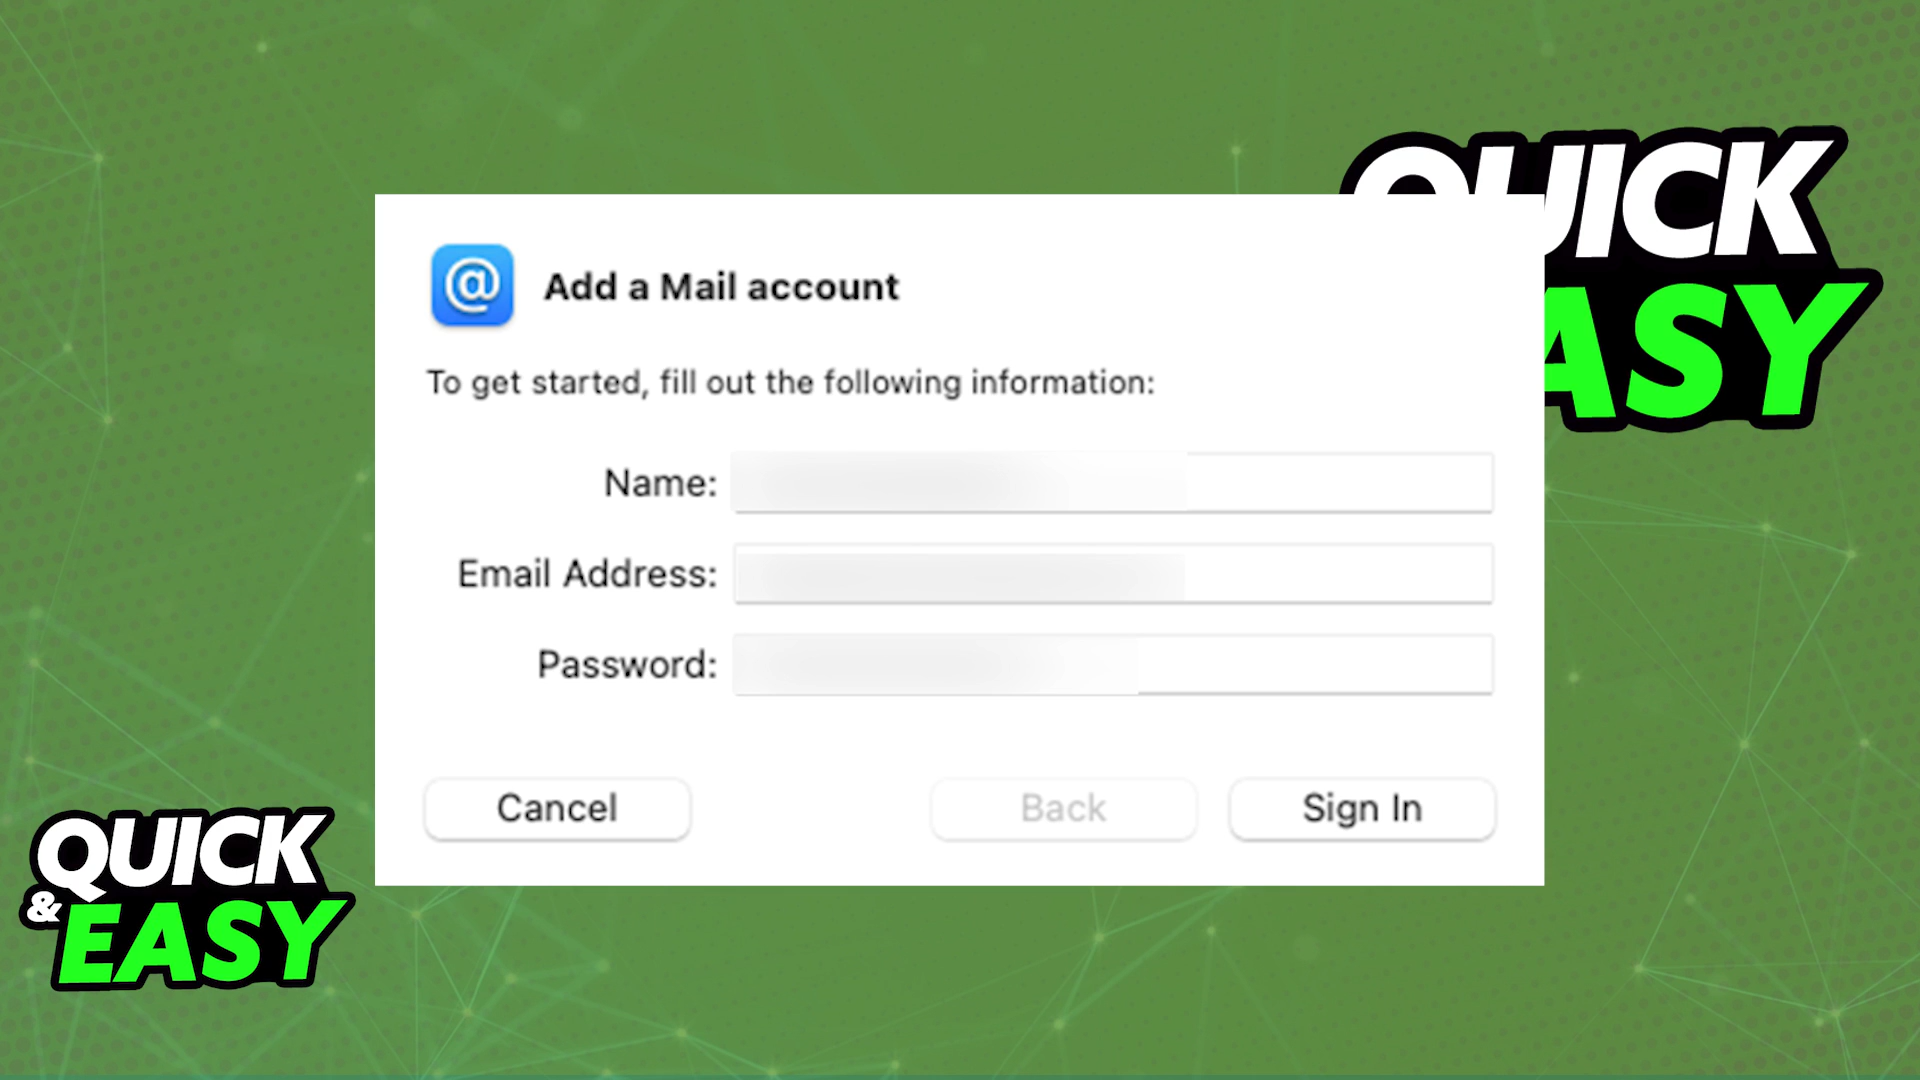 QUICK
ASY
Add a Mail account
To get started, fill out the following information:
Name:
Email Address:
Password:
Cancel
Back
Sign In
QUICK
&
EASY